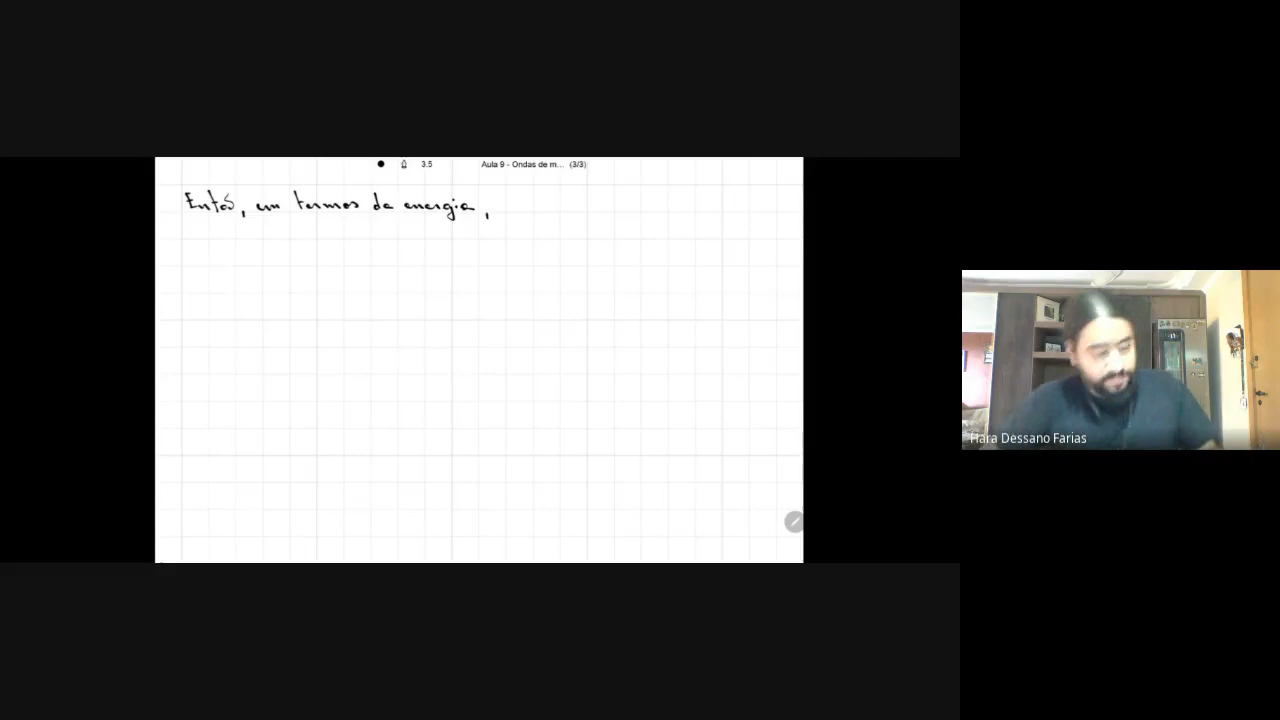 3.5 Aula 9 - Ondas de m... (3/3)
Então, em termos da energia,
Hara Dessano Farias